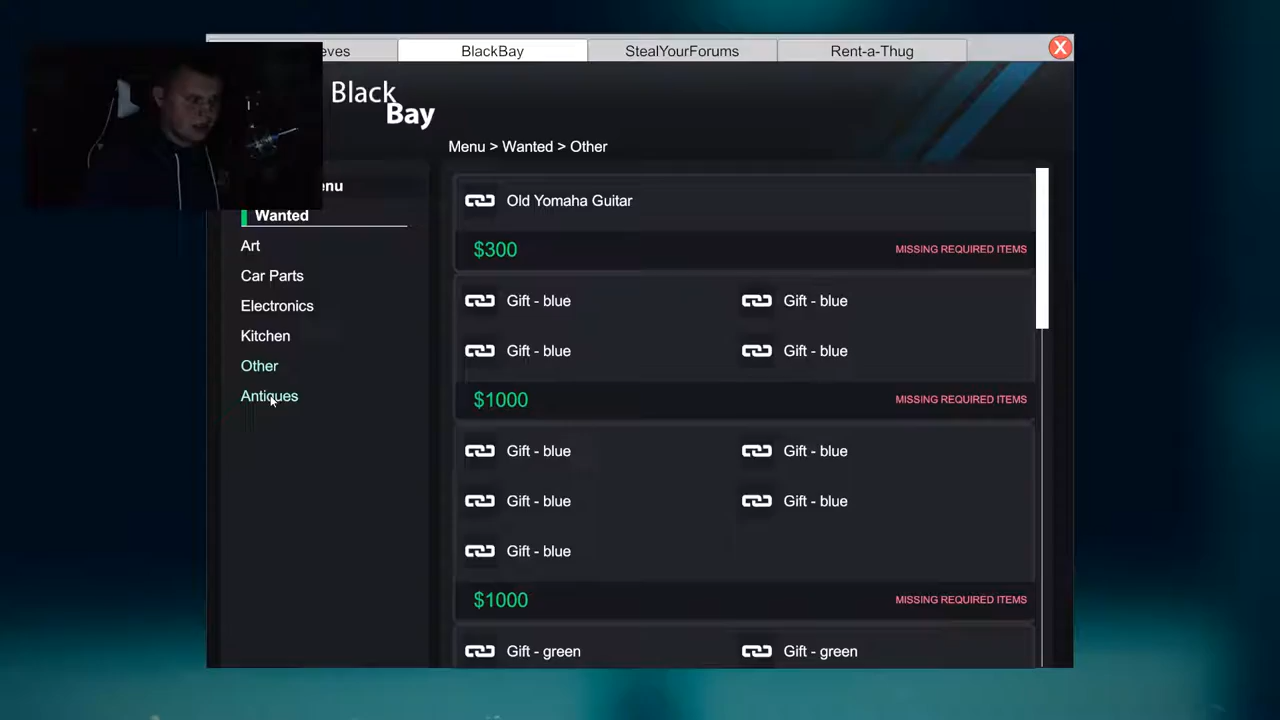 eves
BlackBay
StealYourForums
Rent-a-Thug
X
Black
Bay
Menu > Wanted > Other
enu
Wanted
Art
Car Parts
Electronics
Kitchen
Other
Antiques
Old Yomaha Guitar
$300 MISSING REQUIRED ITEMS
Gift - blue Gift - blue
Gift - blue Gift - blue
$1000 MISSING REQUIRED ITEMS
Gift - blue Gift - blue
Gift - blue Gift - blue
Gift - blue
$1000 MISSING REQUIRED ITEMS
Gift - green Gift - green